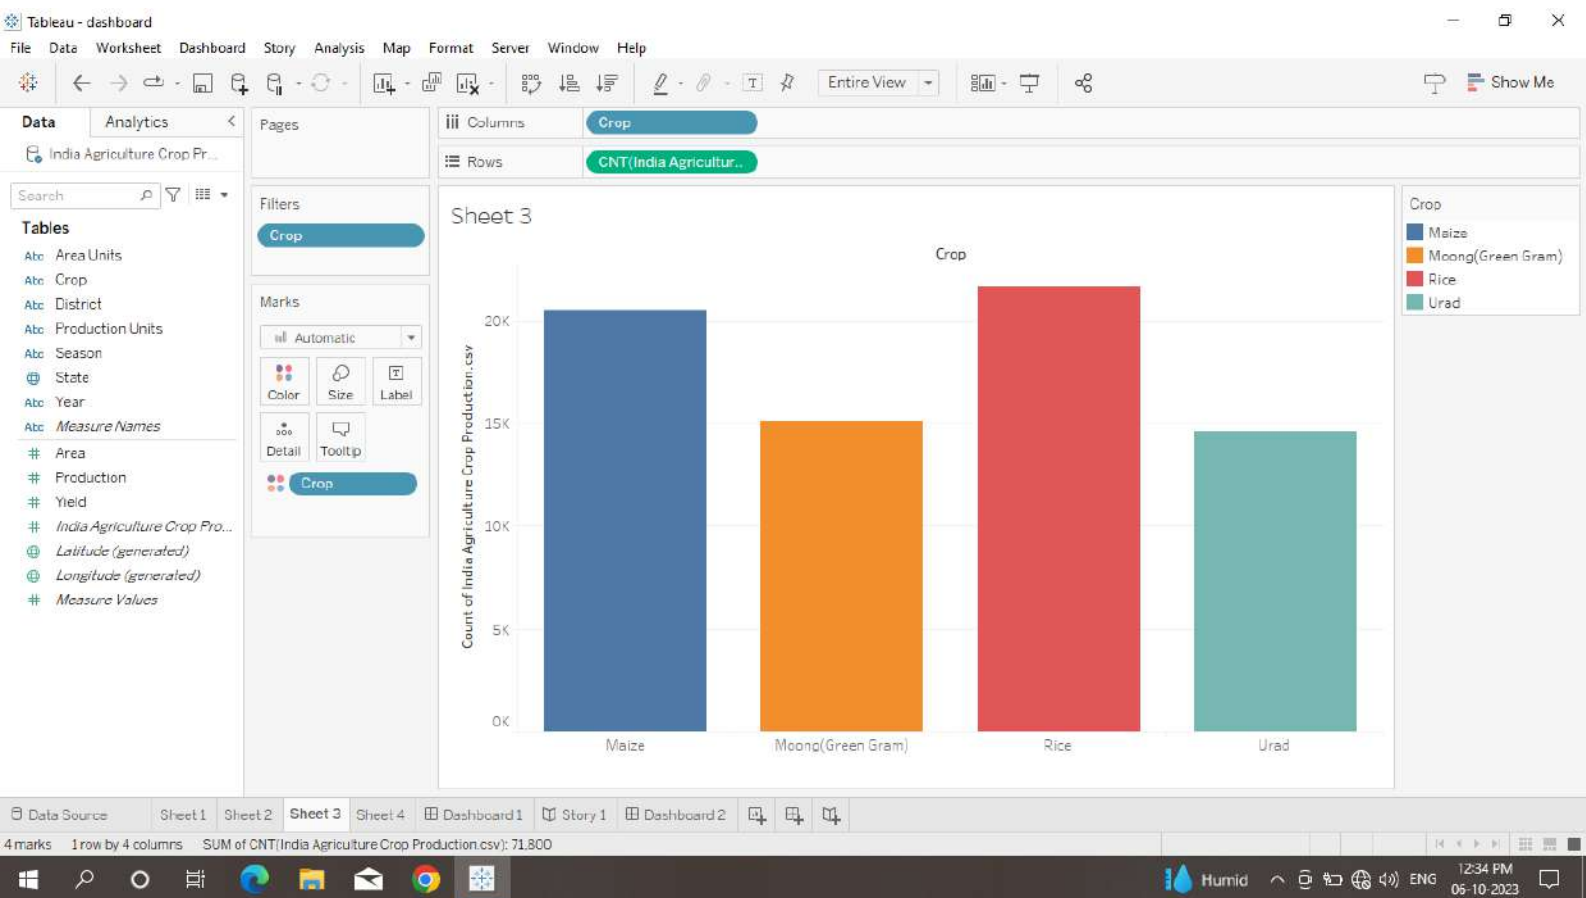 Tableau - dashboard
File Data Worksheet Dashboard Story Analysis Map Format Server Window Help
Entire View
Show Me
Data Analytics
India Agriculture Crop Pr...
Search
Tables
Abc Area Units
Abc Crop
Abc District
Abc Production Units
Abc Season
State
Abc Year
Abc Measure Names
# Area
# Production
# Yield
# India Agriculture Crop Pro...
Latitude (generated)
Longitude (generated)
# Measure Values
Pages
Filters
Crop
Marks
Automatic
Color Size Label
Detail Tooltip
Crop
Columns Crop
Rows CNT(India Agricultur..
Sheet 3
Crop
Count of India Agriculture Crop Production.csv
20K
15K
10K
5K
0K
Maize Moong(Green Gram) Rice Urad
Crop
Maize
Moong(Green Gram)
Rice
Urad
Data Source Sheet 1 Sheet 2 Sheet 3 Sheet 4 Dashboard 1 Story 1 Dashboard 2
4 marks 1 row by 4 columns SUM of CNT(India Agriculture Crop Production.csv): 71,800
Humid ENG 12:34 PM
06-10-2023